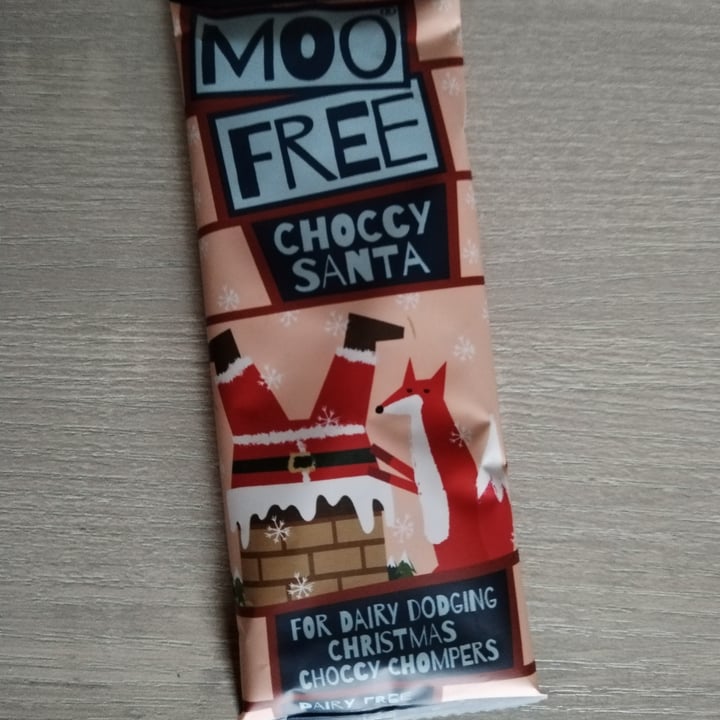 MOO
FREE
CHOCCY
SANTA
FOR DAIRY DODGING
CHRISTMAS
CHOCCY CHOMPERS
DAIRY FREE